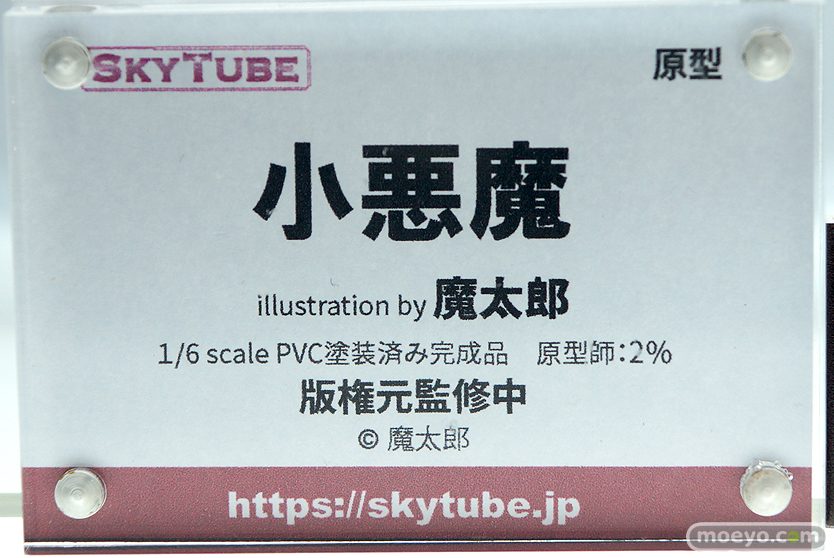 SKYTUBE
原型
小悪魔
illustration by 魔太郎
1/6 scale PVC塗装済み完成品　原型師：2%
版権元監修中
© 魔太郎
https://skytube.jp
moeyo.com